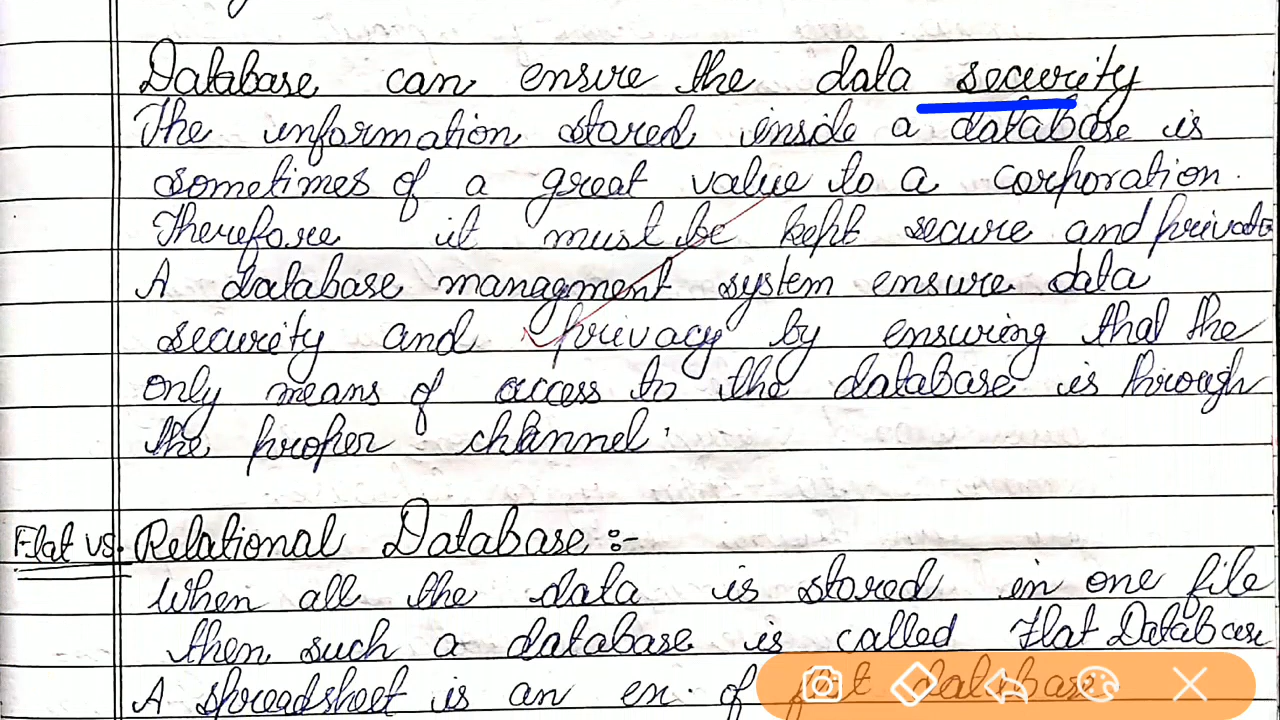 Database can ensure the data security
The information stored inside a database is
sometimes of a great value to a corporation.
Therefore it must be kept secure and private
A database managment system ensure data
security and privacy by ensuring that the
only means of access to the database is through
the proper channel.
Flat vs. Relational Database :-
When all the data is stored in one file
then such a database is called Flat Database
A spreadsheet is an ex. of flat database